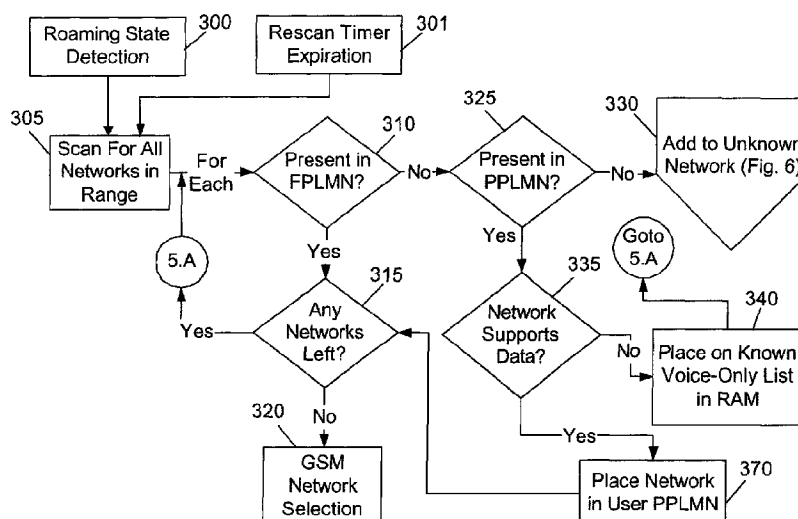 Roaming State
Detection
300
Rescan Timer
Expiration
301
305
Scan For All
Networks in
Range
For
Each
310
Present in
FPLMN?
No
325
Present in
PPLMN?
No
330
Add to Unknown
Network (Fig. 6)
Yes
Yes
5.A
Goto
5.A
315
Any
Networks
Left?
Yes
335
Network
Supports
Data?
No
340
Place on Known
Voice-Only List
in RAM
No
Yes
320
GSM
Network
Selection
Place Network
in User PPLMN
370